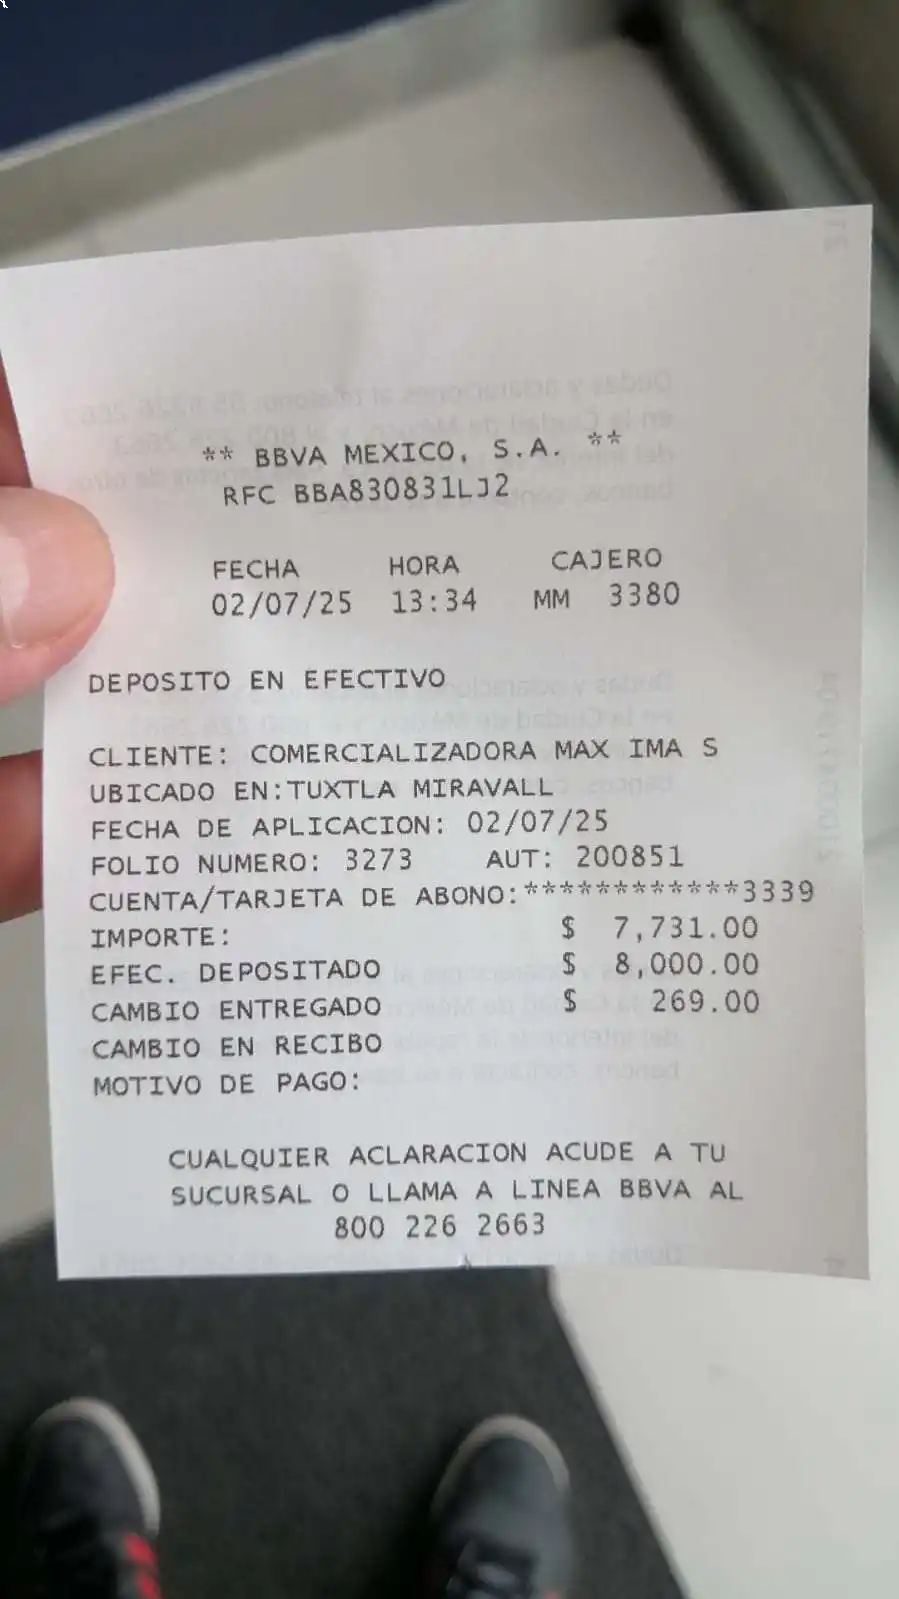 ** BBVA MEXICO, S.A. **
RFC BBA830831LJ2
FECHA HORA CAJERO
02/07/25 13:34 MM 3380
DEPOSITO EN EFECTIVO
CLIENTE: COMERCIALIZADORA MAX IMA S
UBICADO EN:TUXTLA MIRAVALL
FECHA DE APLICACION: 02/07/25
FOLIO NUMERO: 3273 AUT: 200851
CUENTA/TARJETA DE ABONO:************3339
IMPORTE: $ 7,731.00
EFEC. DEPOSITADO $ 8,000.00
CAMBIO ENTREGADO $ 269.00
CAMBIO EN RECIBO
MOTIVO DE PAGO:
CUALQUIER ACLARACION ACUDE A TU
SUCURSAL O LLAMA A LINEA BBVA AL
800 226 2663